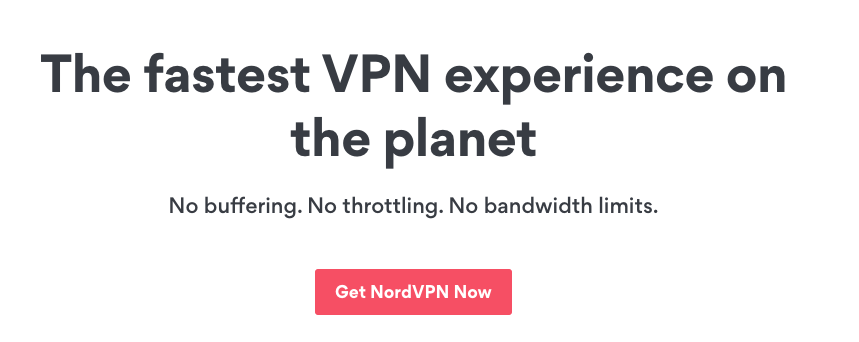 The fastest VPN experience on
the planet
No buffering. No throttling. No bandwidth limits.
Get NordVPN Now